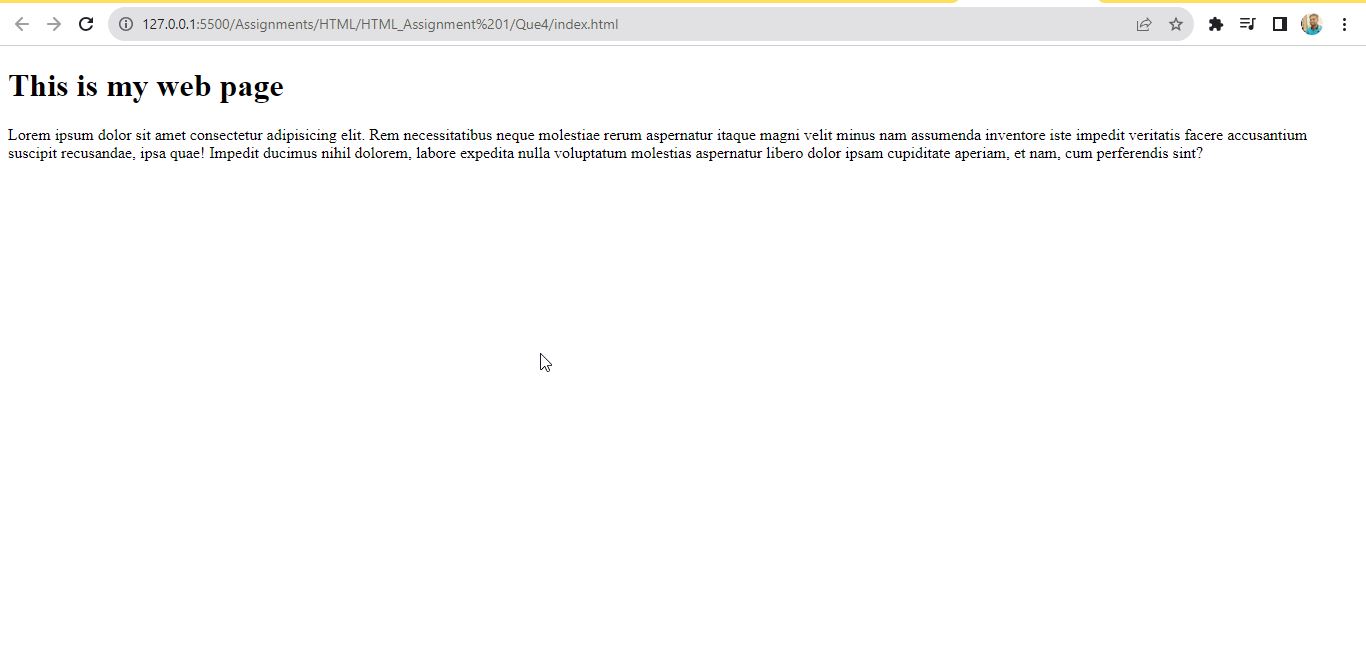 127.0.0.1:5500/Assignments/HTML/HTML_Assignment%201/Que4/index.html
This is my web page
Lorem ipsum dolor sit amet consectetur adipisicing elit. Rem necessitatibus neque molestiae rerum aspernatur itaque magni velit minus nam assumenda inventore iste impedit veritatis facere accusantium
suscipit recusandae, ipsa quae! Impedit ducimus nihil dolorem, labore expedita nulla voluptatum molestias aspernatur libero dolor ipsam cupiditate aperiam, et nam, cum perferendis sint?